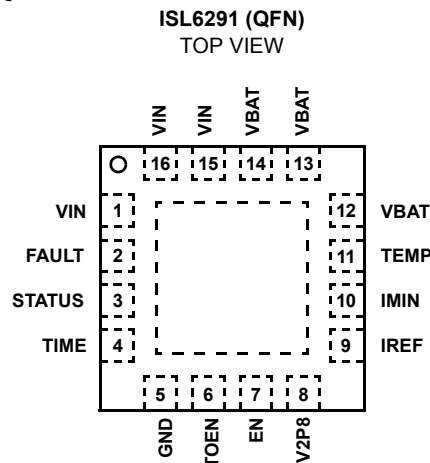 ISL6291 (QFN)
TOP VIEW
VIN VIN VBAT VBAT
16 15 14 13
VIN 1 12 VBAT
FAULT 2 11 TEMP
STATUS 3 10 IMIN
TIME 4 9 IREF
5 6 7 8
GND TOEN EN V2P8